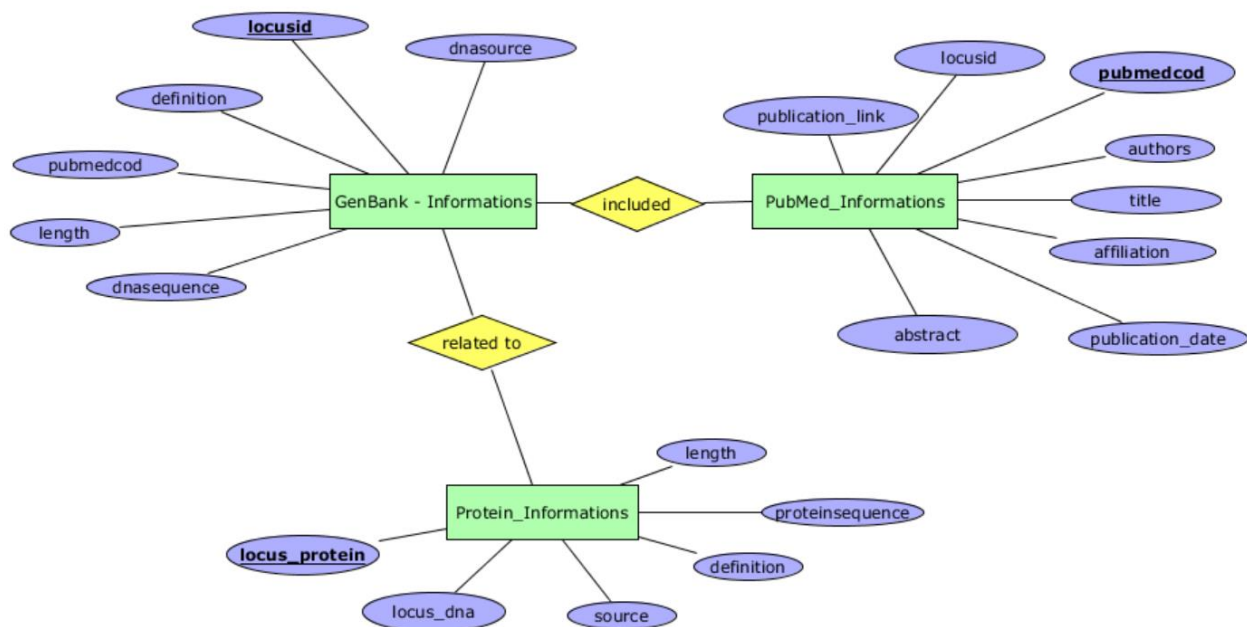 locusid
dnasource
locusid
pubmedcod
definition
publication_link
authors
pubmedcod
GenBank - Informations
included
PubMed_Informations
title
length
affiliation
dnasequence
abstract
publication_date
related to
length
Protein_Informations
proteinsequence
locus_protein
definition
locus_dna
source